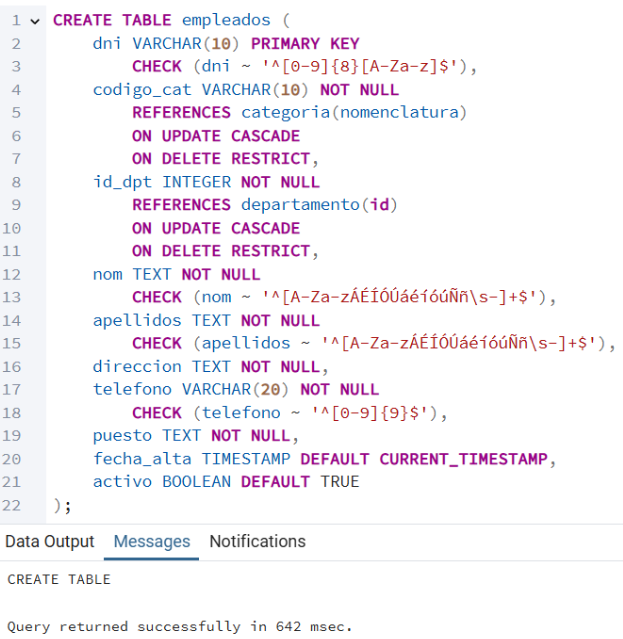 1 CREATE TABLE empleados (
2 dni VARCHAR(10) PRIMARY KEY
3 CHECK (dni ~ '^[0-9]{8}[A-Za-z]$'),
4 codigo_cat VARCHAR(10) NOT NULL
5 REFERENCES categoria(nomenclatura)
6 ON UPDATE CASCADE
7 ON DELETE RESTRICT,
8 id_dpt INTEGER NOT NULL
9 REFERENCES departamento(id)
10 ON UPDATE CASCADE
11 ON DELETE RESTRICT,
12 nom TEXT NOT NULL
13 CHECK (nom ~ '^[A-Za-zÁÉÍÓÚáéíóúÑñ\s-]+$'),
14 apellidos TEXT NOT NULL
15 CHECK (apellidos ~ '^[A-Za-zÁÉÍÓÚáéíóúÑñ\s-]+$'),
16 direccion TEXT NOT NULL,
17 telefono VARCHAR(20) NOT NULL
18 CHECK (telefono ~ '^[0-9]{9}$'),
19 puesto TEXT NOT NULL,
20 fecha_alta TIMESTAMP DEFAULT CURRENT_TIMESTAMP,
21 activo BOOLEAN DEFAULT TRUE
22 );
Data Output Messages Notifications
CREATE TABLE
Query returned successfully in 642 msec.